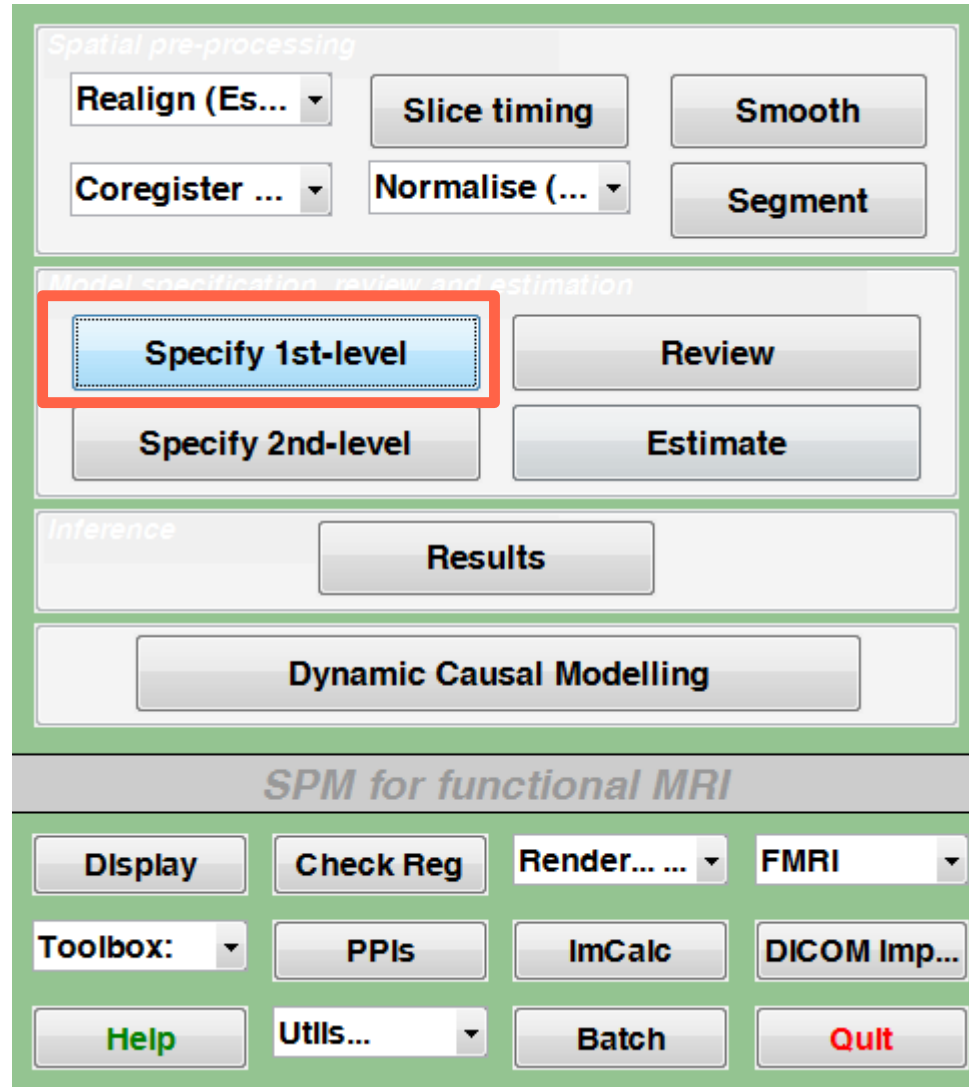 Spatial pre-processing
Realign (Es... Slice timing Smooth
Coregister ... Normalise (... Segment
Model specification, review and estimation
Specify 1st-level Review
Specify 2nd-level Estimate
Inference
Results
Dynamic Causal Modelling
SPM for functional MRI
Display Check Reg Render... ... FMRI
Toolbox: PPIs ImCalc DICOM Imp...
Help Utils... Batch Quit